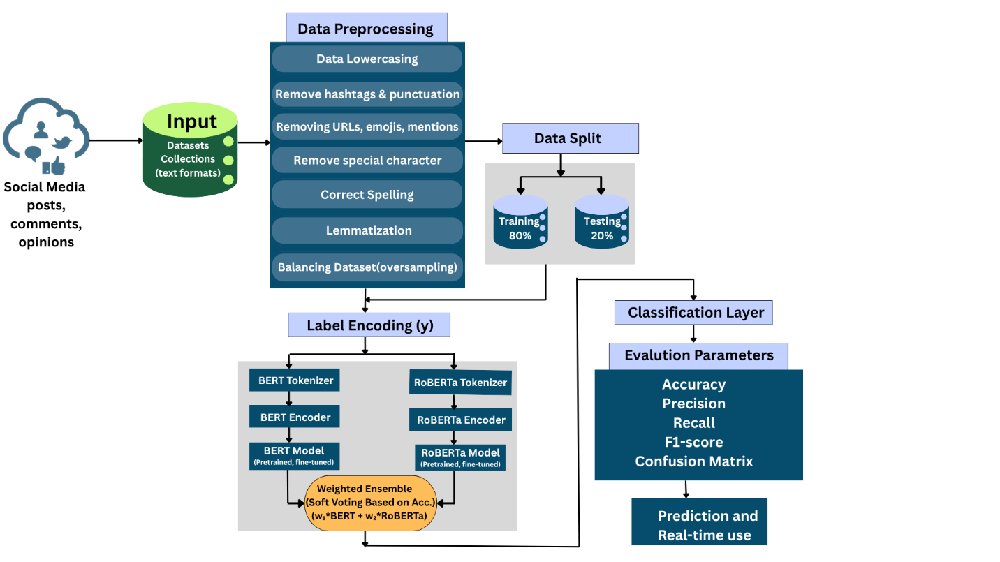 Social Media
posts,
comments,
opinions
Input
Datasets
Collections
(text formats)
Data Preprocessing
Data Lowercasing
Remove hashtags & punctuation
Removing URLs, emojis, mentions
Remove special character
Correct Spelling
Lemmatization
Balancing Dataset(oversampling)
Data Split
Training
80%
Testing
20%
Label Encoding (y)
BERT Tokenizer
BERT Encoder
BERT Model
(Pretrained, fine-tuned)
RoBERTa Tokenizer
RoBERTa Encoder
RoBERTa Model
(Pretrained, fine-tuned)
Weighted Ensemble
(Soft Voting Based on Acc.)
(w₁*BERT + w₂*RoBERTa)
Classification Layer
Evalution Parameters
Accuracy
Precision
Recall
F1-score
Confusion Matrix
Prediction and
Real-time use